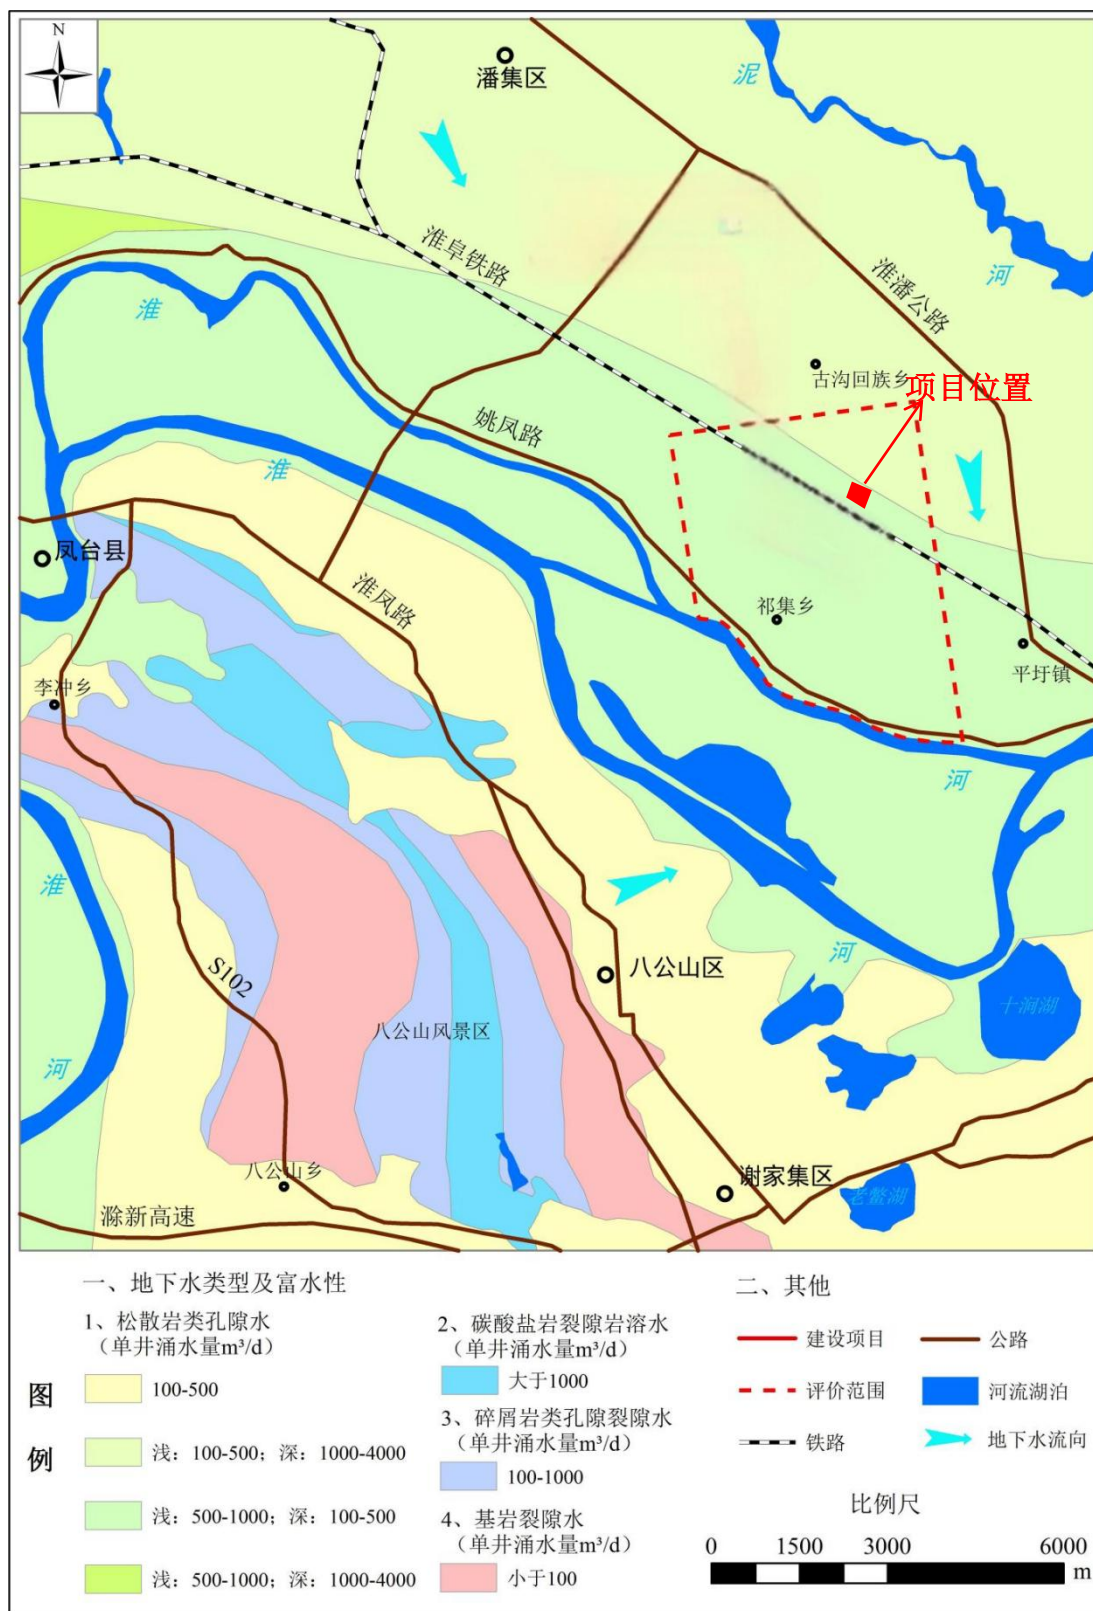 N
潘集区
泥
河
淮阜铁路
淮潘公路
淮
古沟回族乡
项目位置
姚凤路
淮
凤台县
淮凤路
祁集乡
平圩镇
李冲乡
河
淮
八公山区
河
S102
十涧湖
八公山风景区
河
八公山乡
谢家集区
老鳖湖
滁新高速
一、地下水类型及富水性
1、松散岩类孔隙水
(单井涌水量m³/d)
100-500
浅：100-500；深：1000-4000
浅：500-1000；深：100-500
浅：500-1000；深：1000-4000
图
例
2、碳酸盐岩裂隙岩溶水
(单井涌水量m³/d)
大于1000
3、碎屑岩类孔隙裂隙水
(单井涌水量m³/d)
100-1000
4、基岩裂隙水
(单井涌水量m³/d)
小于100
二、其他
建设项目
公路
评价范围
河流湖泊
铁路
地下水流向
比例尺
0 1500 3000 6000
m